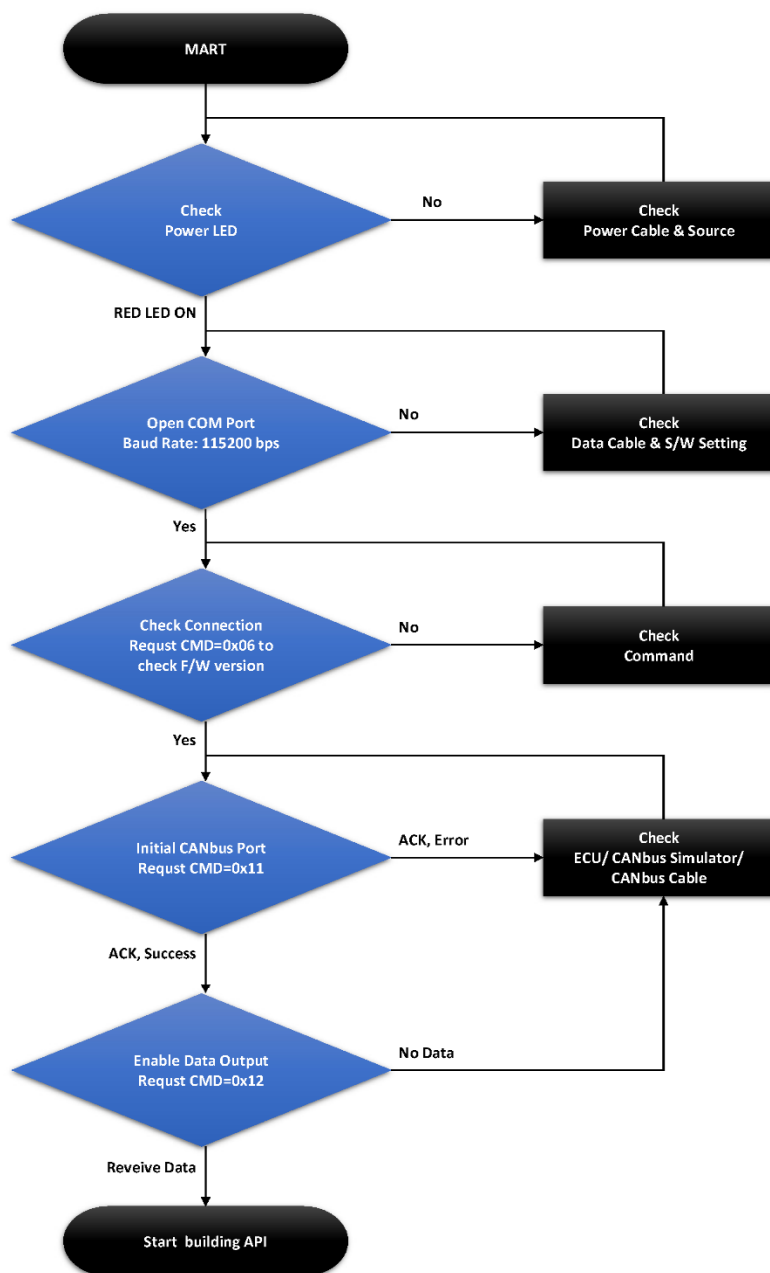 MART
Check
Power LED
No
Check
Power Cable & Source
RED LED ON
Open COM Port
Baud Rate: 115200 bps
No
Check
Data Cable & S/W Setting
Yes
Check Connection
Requst CMD=0x06 to
check F/W version
No
Check
Command
Yes
Initial CANbus Port
Requst CMD=0x11
ACK, Error
Check
ECU/ CANbus Simulator/
CANbus Cable
ACK, Success
Enable Data Output
Requst CMD=0x12
No Data
Reveive Data
Start building API